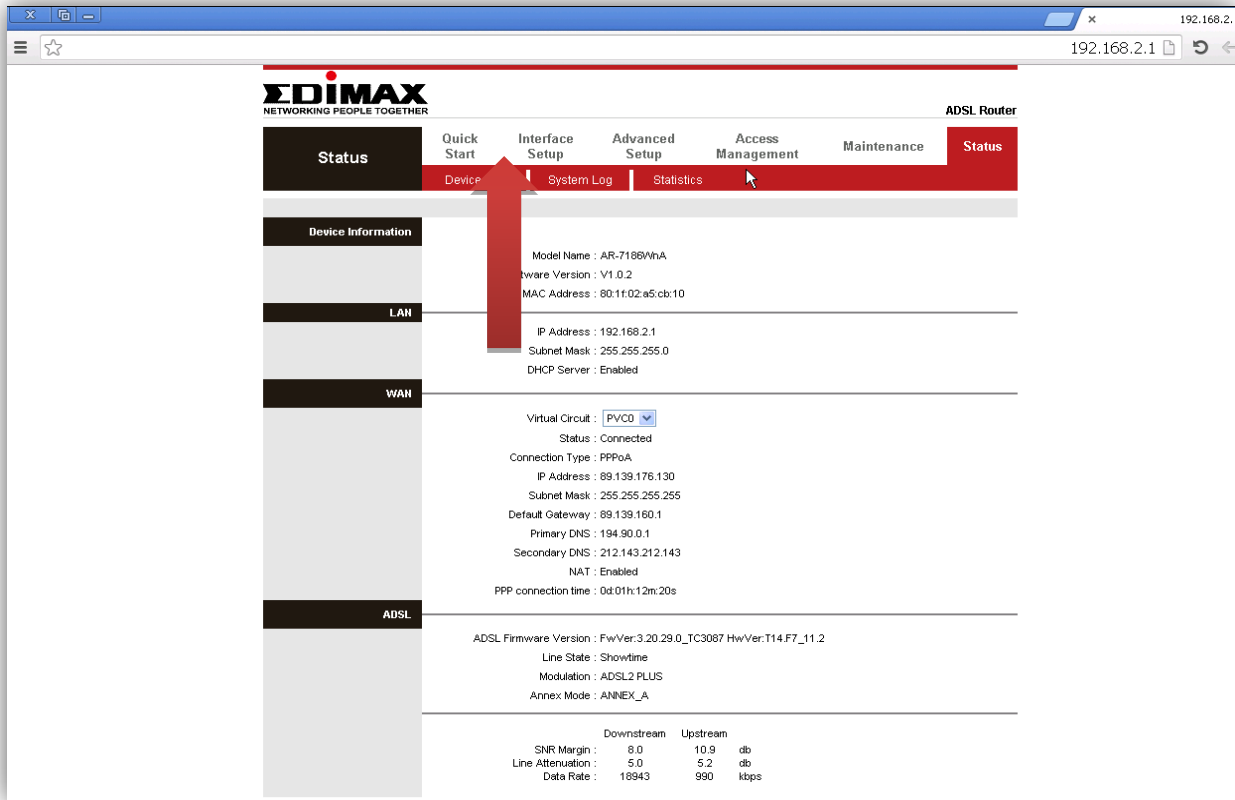 192.168.2.
192.168.2.1
EDIMAX
NETWORKING PEOPLE TOGETHER
ADSL Router
Status
Quick Start
Interface Setup
Advanced Setup
Access Management
Maintenance
Status
Device
System Log
Statistics
Device Information
Model Name : AR-7186WnA
tware Version : V1.0.2
MAC Address : 80:1f:02:a5:cb:10
LAN
IP Address : 192.168.2.1
Subnet Mask : 255.255.255.0
DHCP Server : Enabled
WAN
Virtual Circuit : PVC0
Status : Connected
Connection Type : PPPoA
IP Address : 89.139.176.130
Subnet Mask : 255.255.255.255
Default Gateway : 89.139.160.1
Primary DNS : 194.90.0.1
Secondary DNS : 212.143.212.143
NAT : Enabled
PPP connection time : 0d:01h:12m:20s
ADSL
ADSL Firmware Version : FwVer:3.20.29.0_TC3087 HwVer:T14.F7_11.2
Line State : Showtime
Modulation : ADSL2 PLUS
Annex Mode : ANNEX_A
Downstream Upstream
SNR Margin : 8.0 10.9 db
Line Attenuation : 5.0 5.2 db
Data Rate : 18943 990 kbps